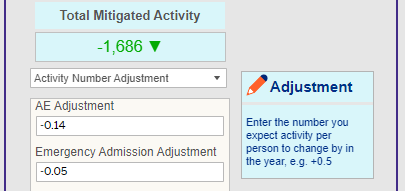 Total Mitigated Activity
-1,686 ▼
Activity Number Adjustment
AE Adjustment
-0.14
Emergency Admission Adjustment
-0.05
Adjustment
Enter the number you
expect activity per
person to change by in
the year, e.g. +0.5